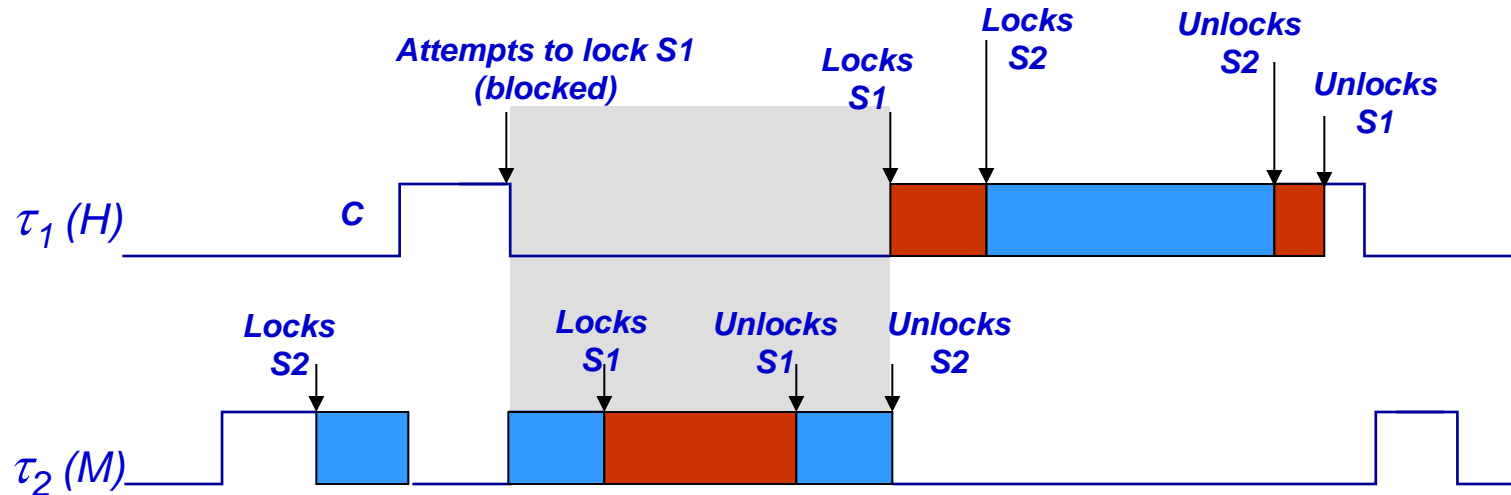 Locks
S2
Unlocks
S2
Attempts to lock S1
(blocked)
Locks
S1
Unlocks
S1
τ1 (H)
C
Locks
S2
Locks
S1
Unlocks
S1
Unlocks
S2
τ2 (M)